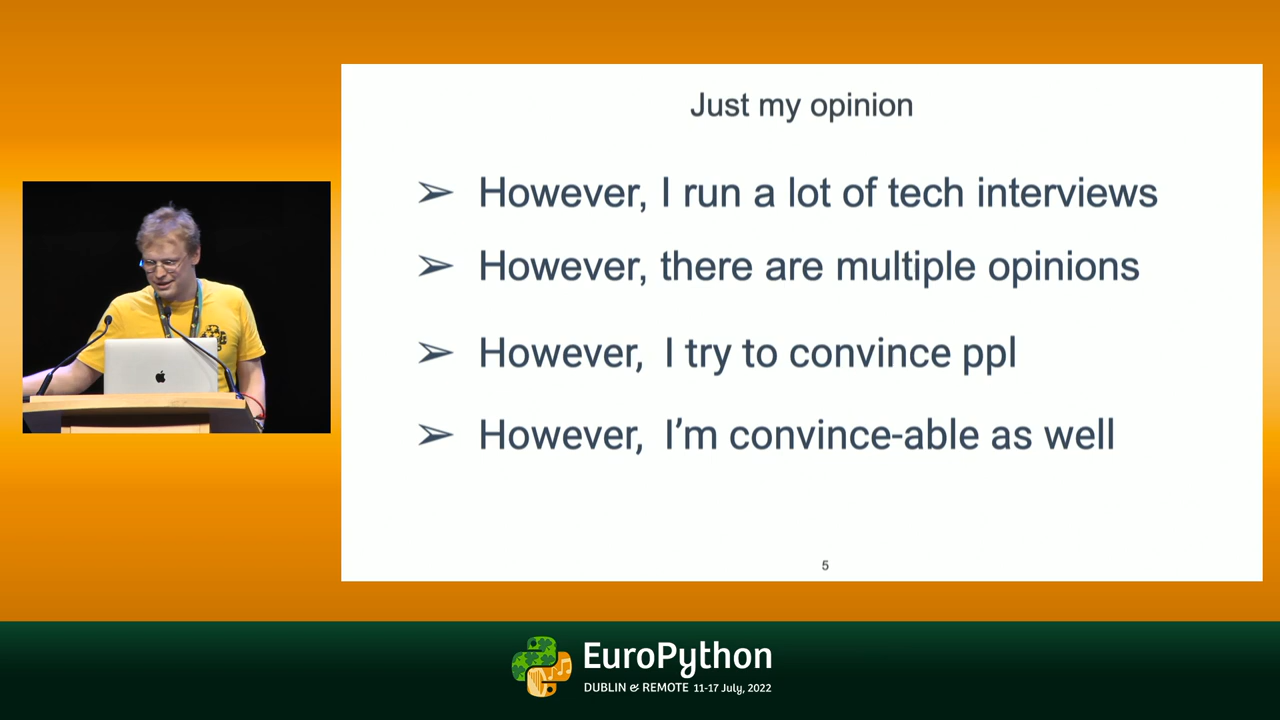 Just my opinion
➢ However, I run a lot of tech interviews
➢ However, there are multiple opinions
➢ However,  I try to convince ppl
➢ However,  I’m convince-able as well
5
EuroPython
DUBLIN & REMOTE 11-17 July, 2022